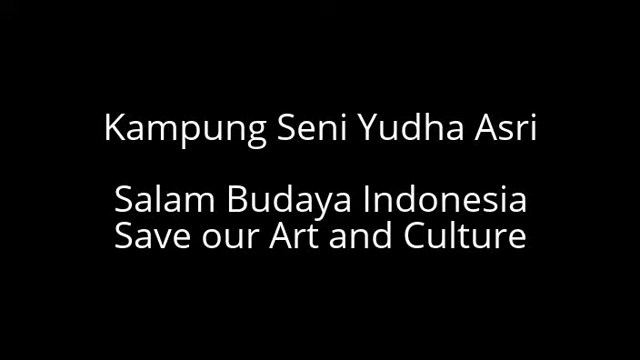 Kampung Seni Yudha Asri
Salam Budaya Indonesia
Save our Art and Culture